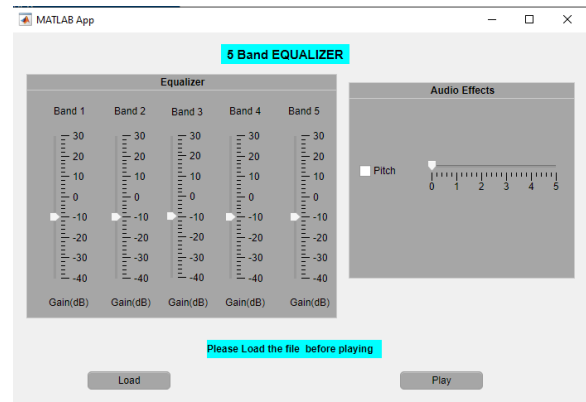 MATLAB App
5 Band EQUALIZER
Equalizer
Band 1 Band 2 Band 3 Band 4 Band 5
30 30 30 30 30
20 20 20 20 20
10 10 10 10 10
0 0 0 0 0
-10 -10 -10 -10 -10
-20 -20 -20 -20 -20
-30 -30 -30 -30 -30
-40 -40 -40 -40 -40
Gain(dB) Gain(dB) Gain(dB) Gain(dB) Gain(dB)
Audio Effects
Pitch
0 1 2 3 4 5
Please Load the file before playing
Load Play